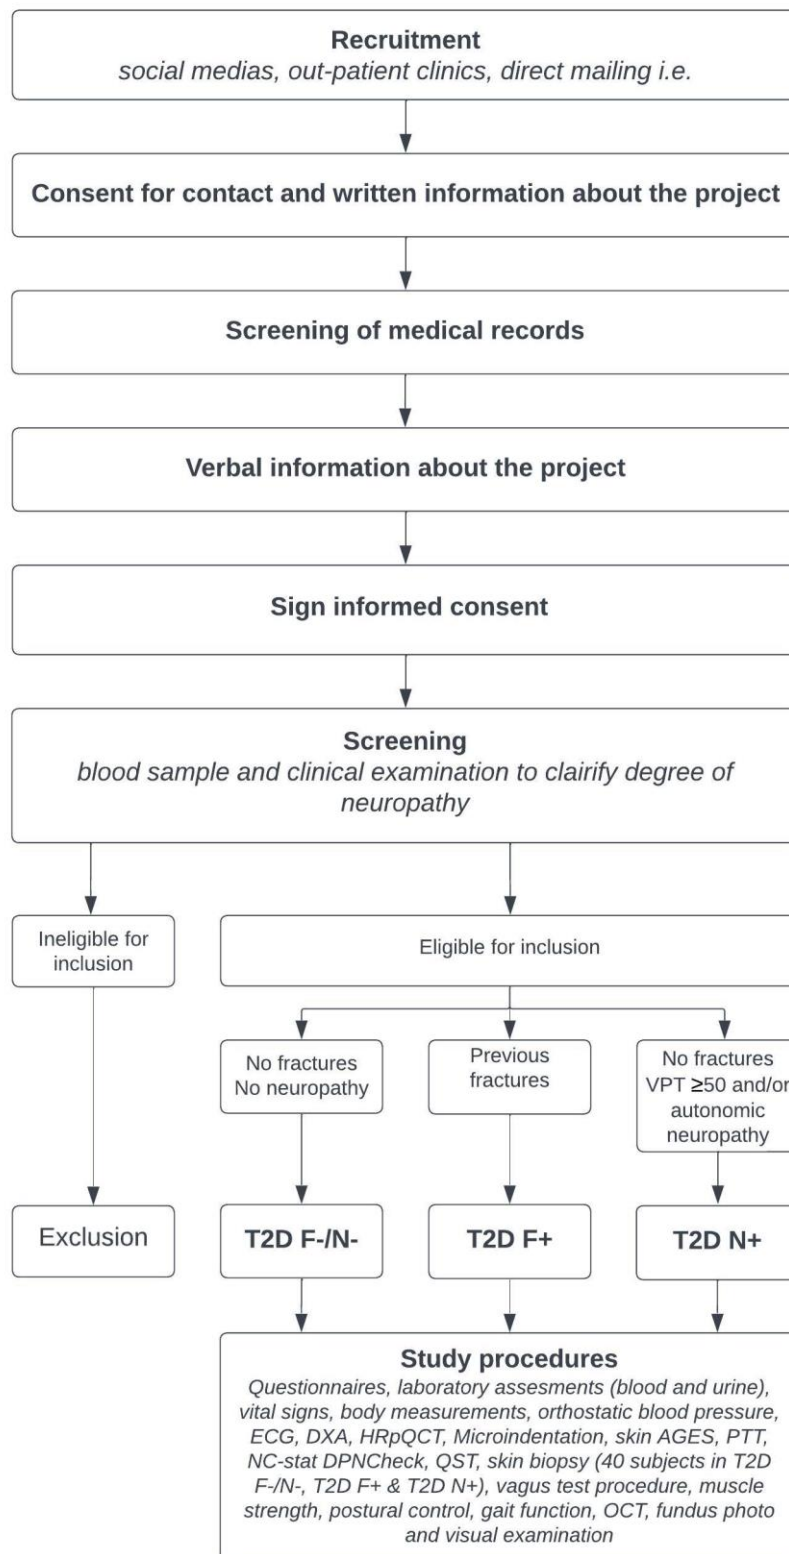 Recruitment
social medias, out-patient clinics, direct mailing i.e.
Consent for contact and written information about the project
Screening of medical records
Verbal information about the project
Sign informed consent
Screening
blood sample and clinical examination to clairify degree of
neuropathy
Ineligible for
inclusion
Eligible for inclusion
No fractures
No neuropathy
Previous
fractures
No fractures
VPT ≥50 and/or
autonomic
neuropathy
Exclusion
T2D F-/N-
T2D F+
T2D N+
Study procedures
Questionnaires, laboratory assesments (blood and urine),
vital signs, body measurements, orthostatic blood pressure,
ECG, DXA, HRpQCT, Microindentation, skin AGES, PTT,
NC-stat DPNCheck, QST, skin biopsy (40 subjects in T2D
F-/N-, T2D F+ & T2D N+), vagus test procedure, muscle
strength, postural control, gait function, OCT, fundus photo
and visual examination